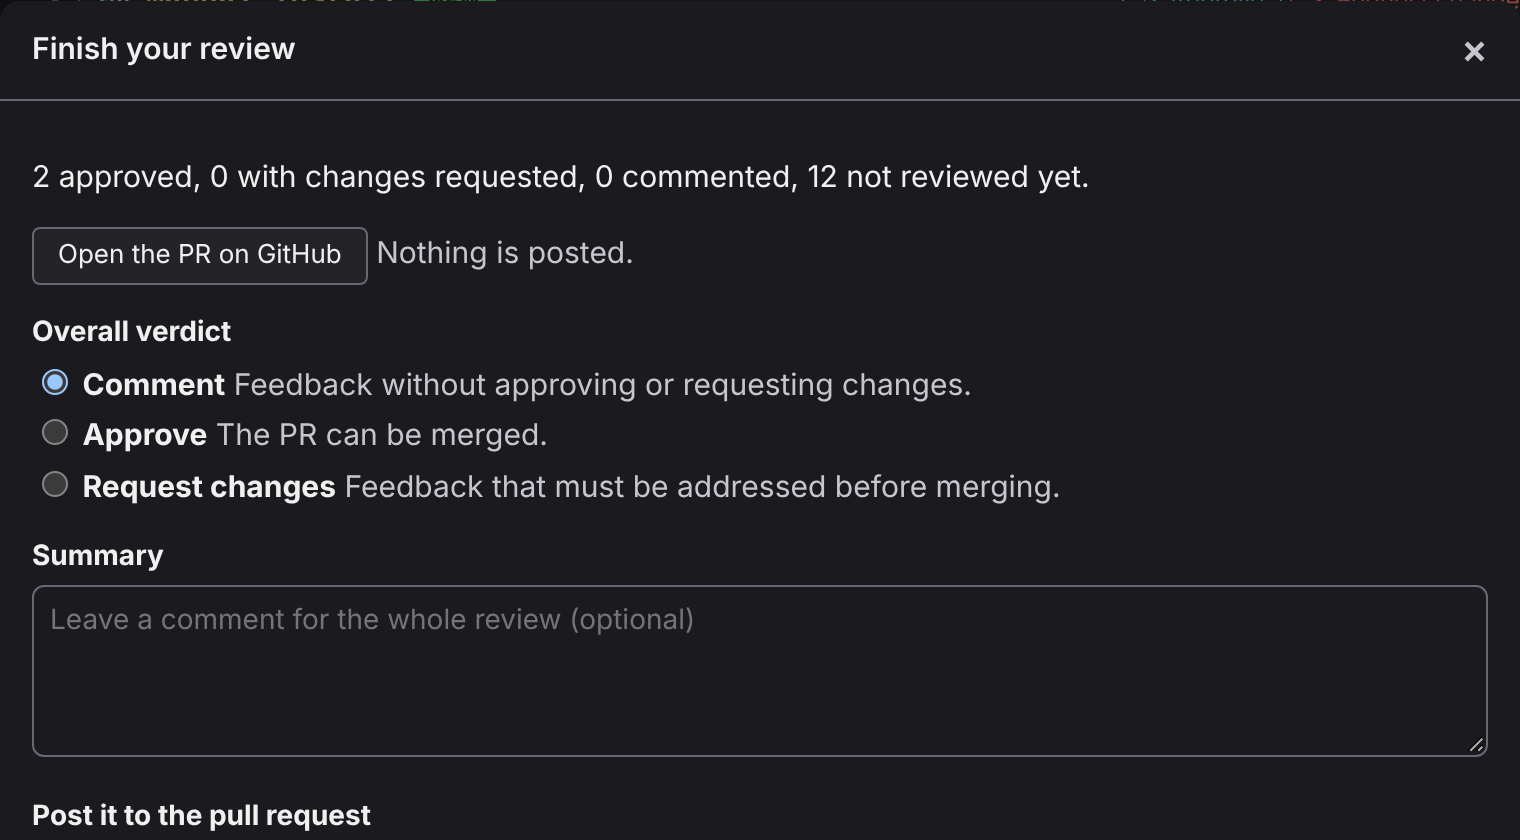 Finish your review
2 approved, 0 with changes requested, 0 commented, 12 not reviewed yet.
Open the PR on GitHub Nothing is posted.
Overall verdict
Comment Feedback without approving or requesting changes.
Approve The PR can be merged.
Request changes Feedback that must be addressed before merging.
Summary
Leave a comment for the whole review (optional)
Post it to the pull request